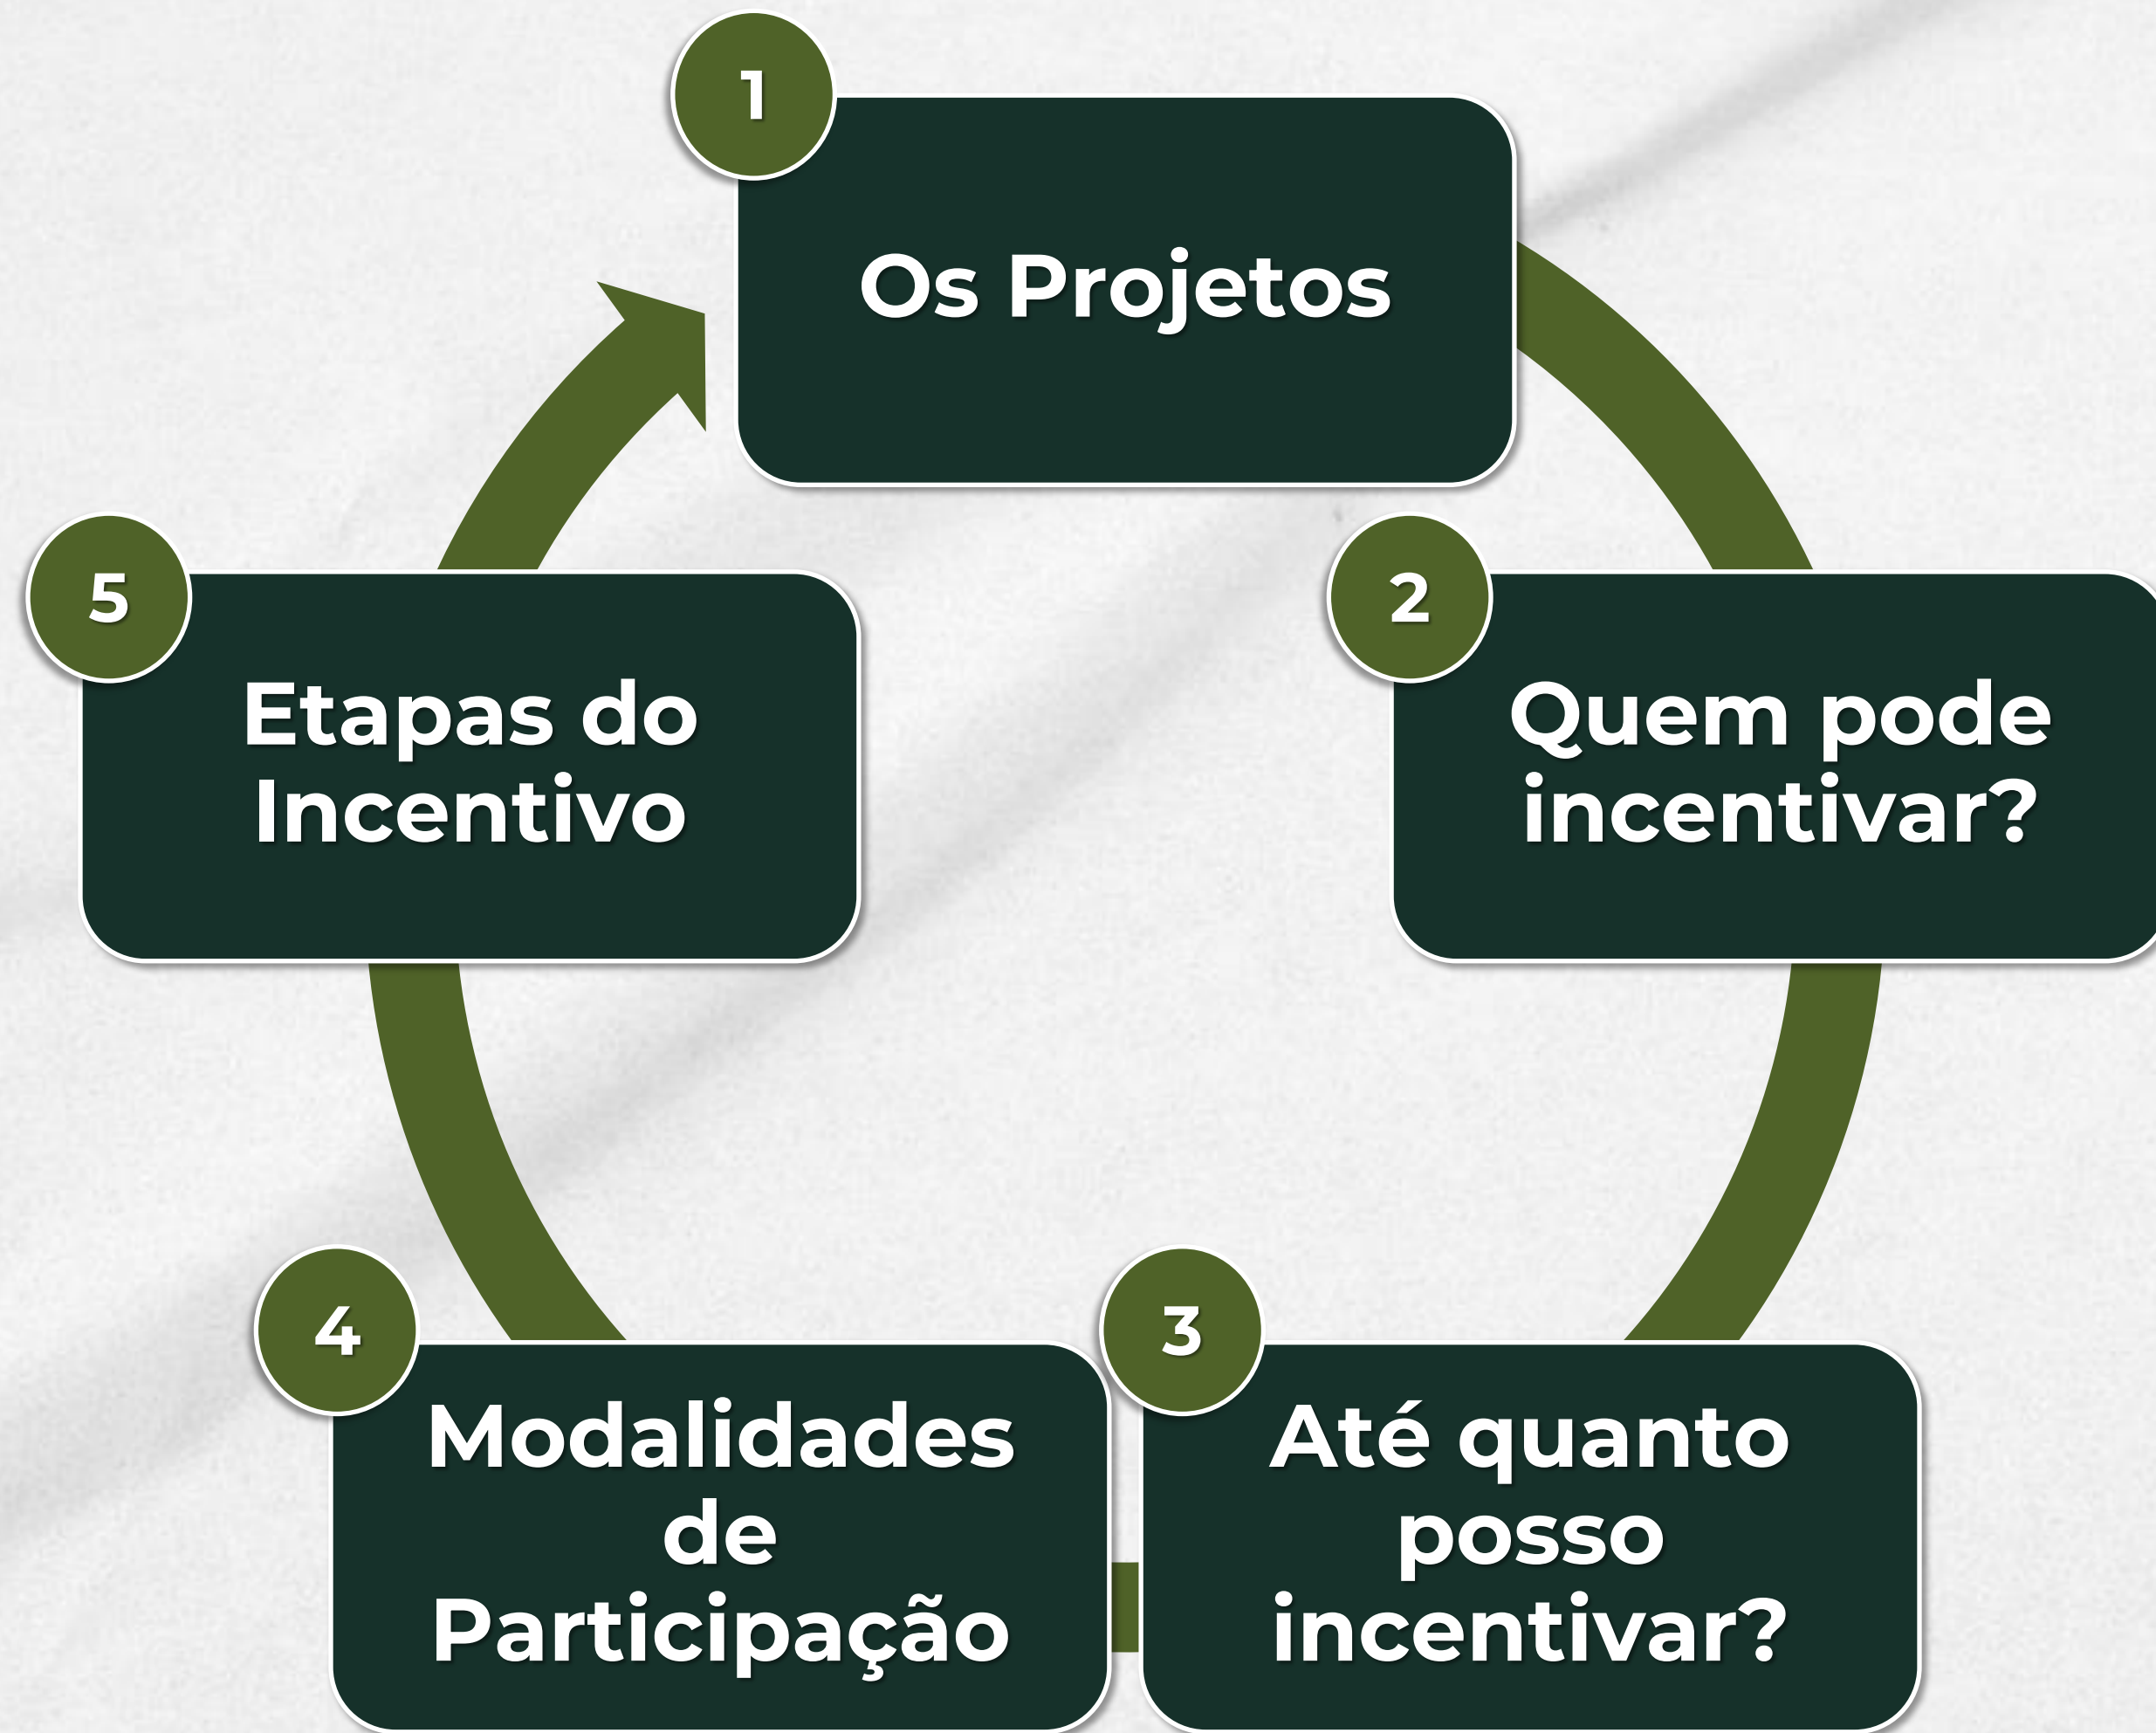 1
Os Projetos
2
Quem pode
incentivar?
3
Até quanto
posso
incentivar?
4
Modalidades
de
Participação
5
Etapas do
Incentivo